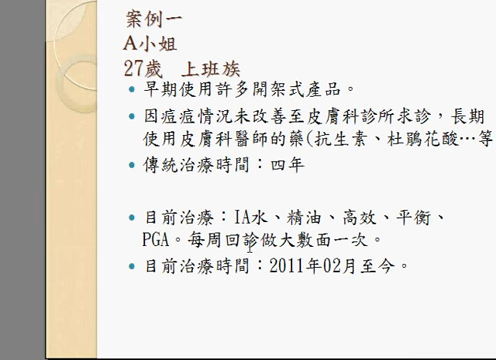 案例一
A小姐
27歲 上班族
• 早期使用許多開架式產品。
• 因痘痘情況未改善至皮膚科診所求診，長期
使用皮膚科醫師的藥(抗生素、杜鵑花酸…等
• 傳統治療時間：四年
• 目前治療：IA水、精油、高效、平衡、
PGA。每周回診做大敷面一次。
• 目前治療時間：2011年02月至今。